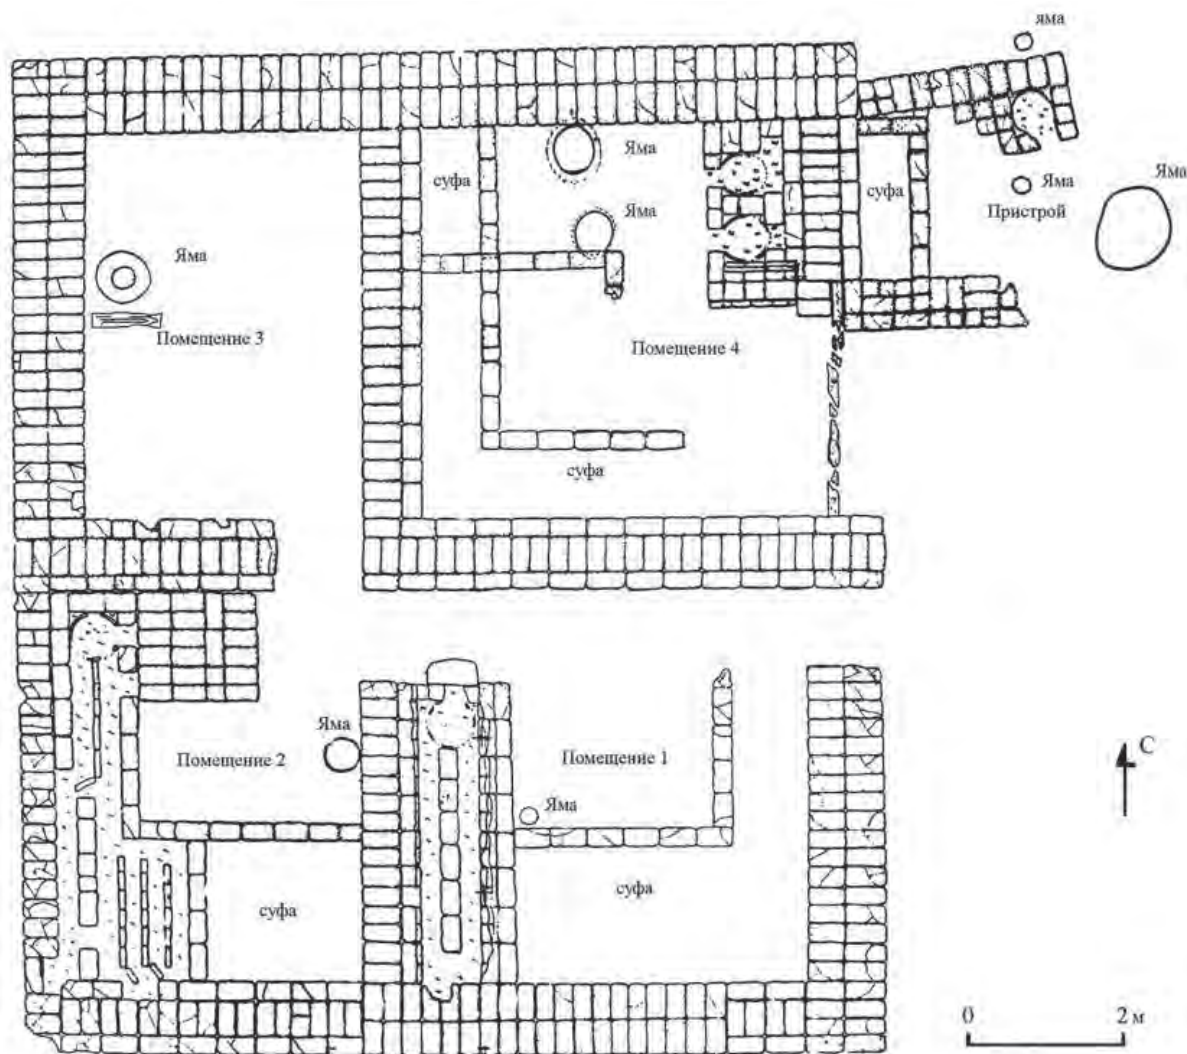 яма
Яма
суфа
Яма
суфа
Яма
Яма
Пристрой
Яма
Помещение 3
Помещение 4
суфа
Яма
Помещение 2
Помещение 1
С
Яма
суфа
суфа
0 2 м